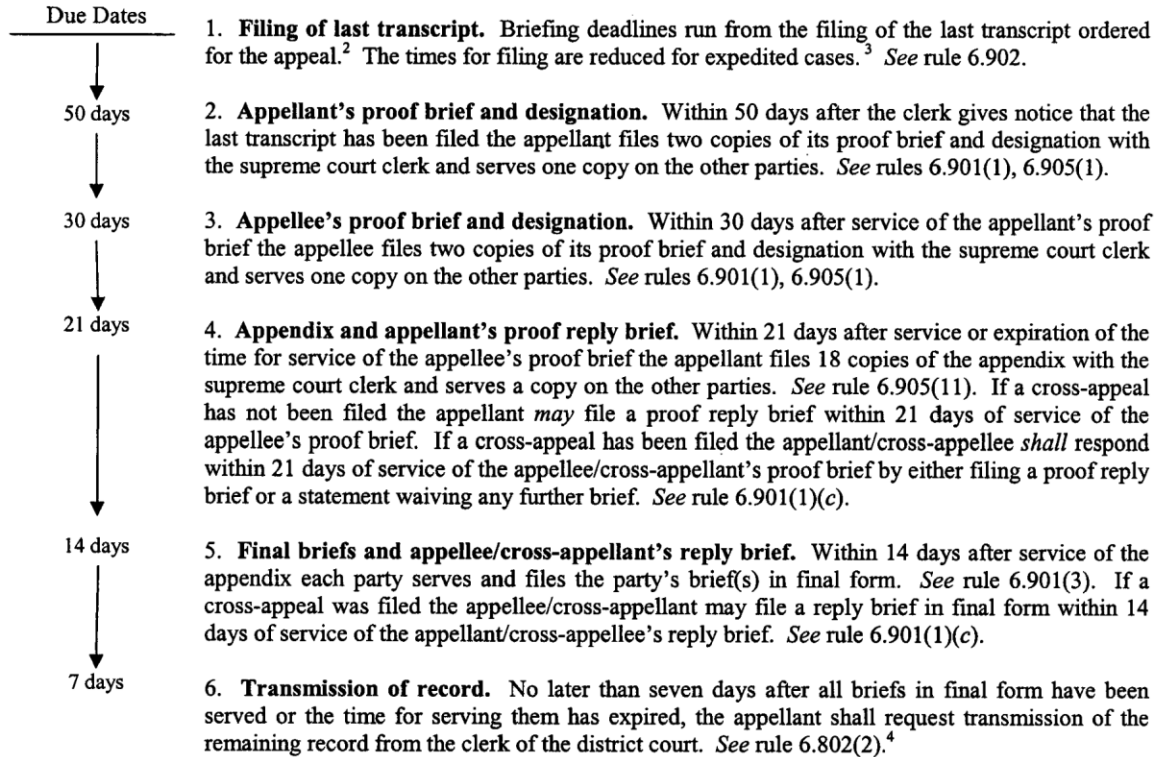 Due Dates
1. Filing of last transcript. Briefing deadlines run from the filing of the last transcript ordered
for the appeal.2 The times for filing are reduced for expedited cases.3 See rule 6.902.
50 days
2. Appellant's proof brief and designation. Within 50 days after the clerk gives notice that the
last transcript has been filed the appellant files two copies of its proof brief and designation with
the supreme court clerk and serves one copy on the other parties. See rules 6.901(1), 6.905(1).
30 days
3. Appellee's proof brief and designation. Within 30 days after service of the appellant's proof
brief the appellee files two copies of its proof brief and designation with the supreme court clerk
and serves one copy on the other parties. See rules 6.901(1), 6.905(1).
21 days
4. Appendix and appellant's proof reply brief. Within 21 days after service or expiration of the
time for service of the appellee's proof brief the appellant files 18 copies of the appendix with the
supreme court clerk and serves a copy on the other parties. See rule 6.905(11). If a cross-appeal
has not been filed the appellant may file a proof reply brief within 21 days of service of the
appellee's proof brief. If a cross-appeal has been filed the appellant/cross-appellee shall respond
within 21 days of service of the appellee/cross-appellant's proof brief by either filing a proof reply
brief or a statement waiving any further brief. See rule 6.901(1)(c).
14 days
5. Final briefs and appellee/cross-appellant's reply brief. Within 14 days after service of the
appendix each party serves and files the party's brief(s) in final form. See rule 6.901(3). If a
cross-appeal was filed the appellee/cross-appellant may file a reply brief in final form within 14
days of service of the appellant/cross-appellee's reply brief. See rule 6.901(1)(c).
7 days
6. Transmission of record. No later than seven days after all briefs in final form have been
served or the time for serving them has expired, the appellant shall request transmission of the
remaining record from the clerk of the district court. See rule 6.802(2).4